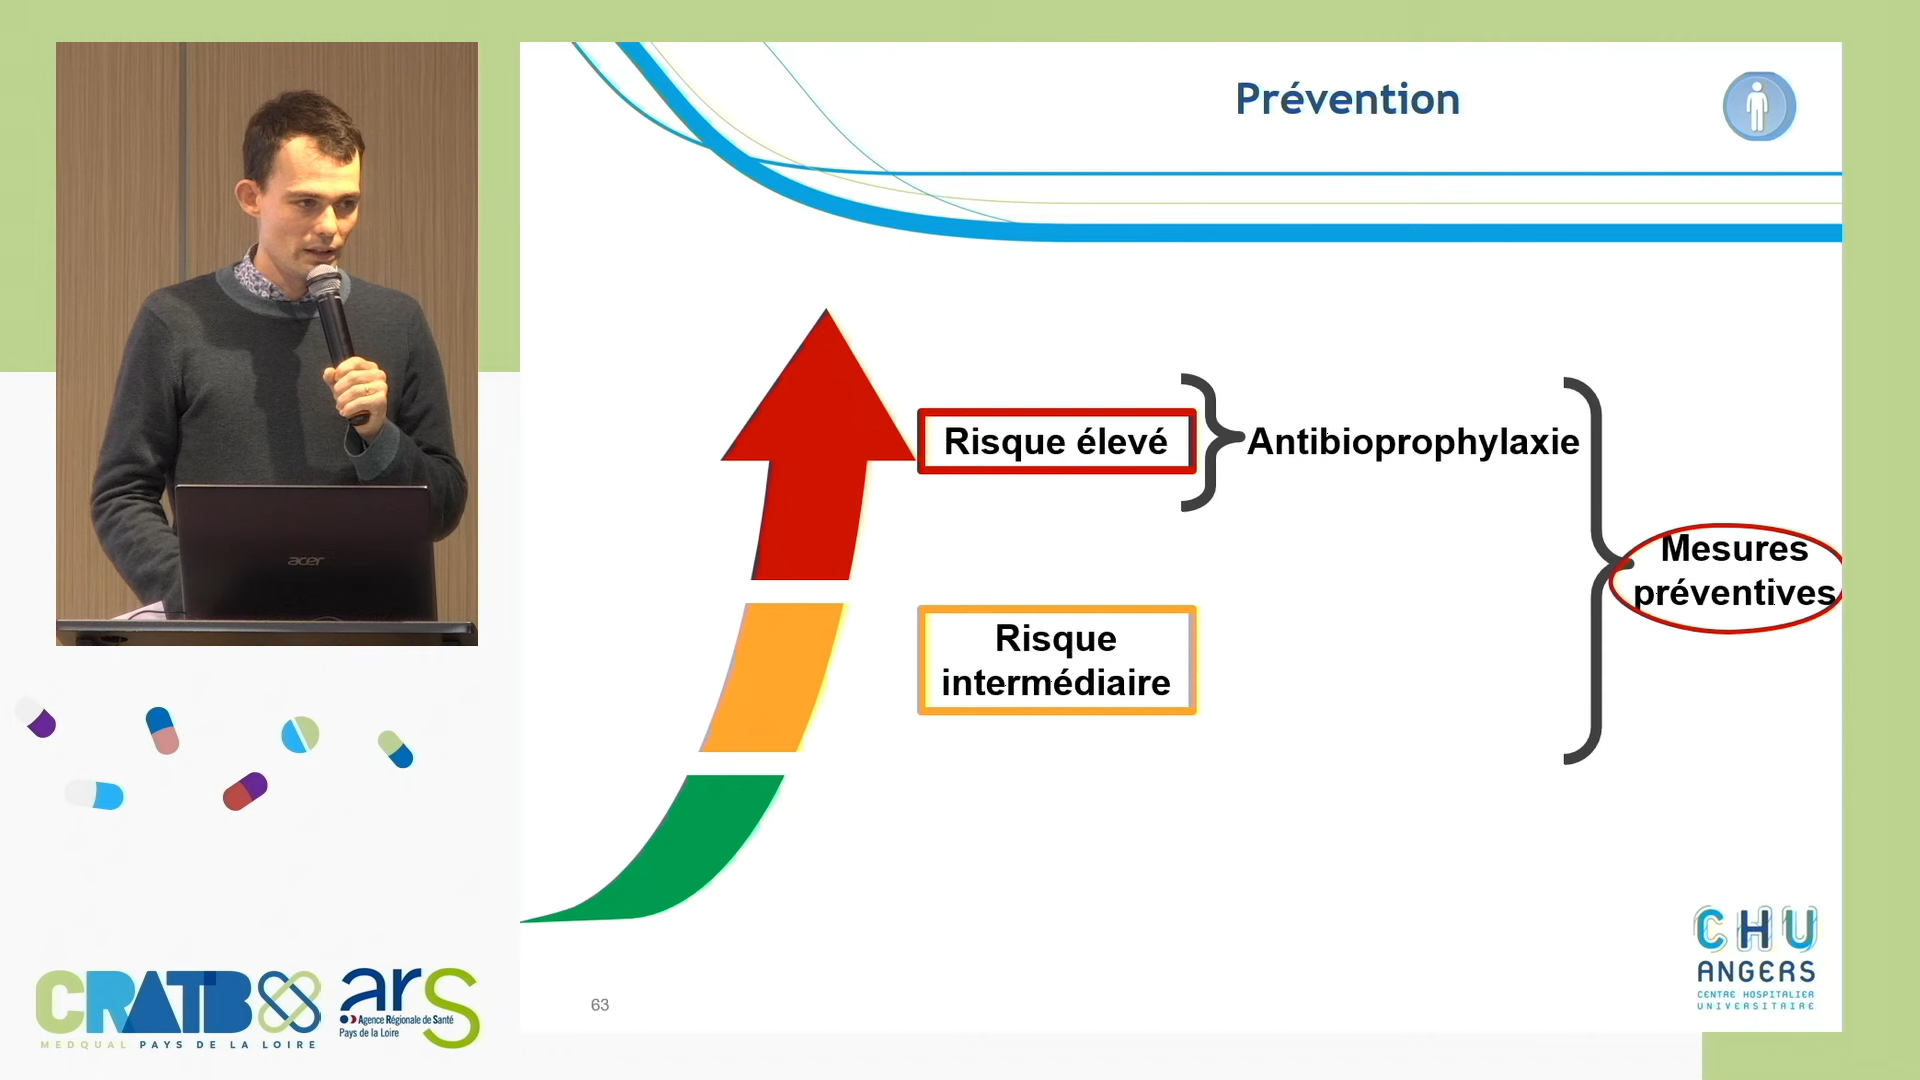 Prévention
Risque élevé
Antibioprophylaxie
Mesures
préventives
Risque
intermédiaire
acer
CHU
ANGERS
CENTRE HOSPITALIER
UNIVERSITAIRE
63
CRATB
MEDQUAL PAYS DE LA LOIRE
ars
Agence Régionale de Santé
Pays de la Loire